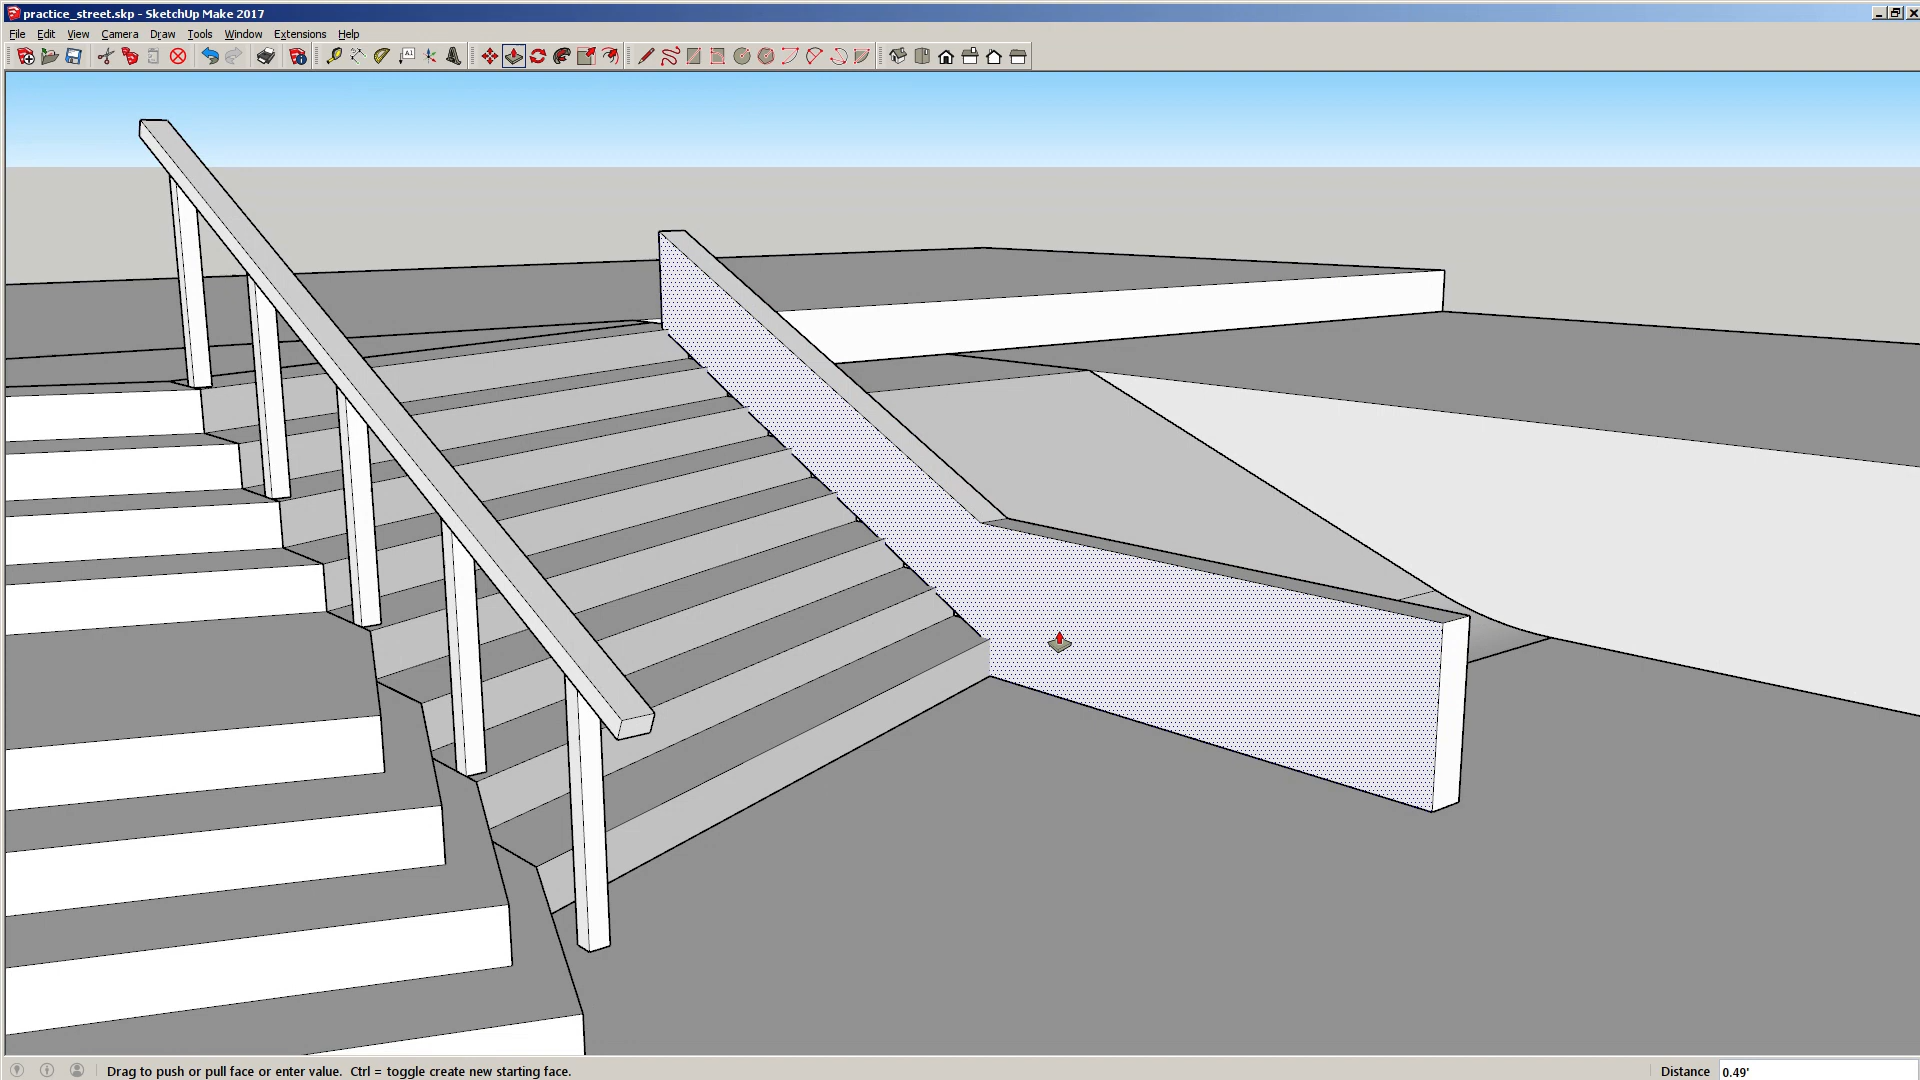 practice_street.skp - SketchUp Make 2017
File Edit View Camera Draw Tools Window Extensions Help
A1
Drag to push or pull face or enter value. Ctrl = toggle create new starting face.
Distance 0.49'